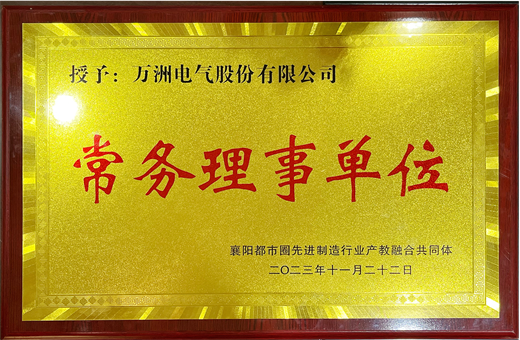 授予：万洲电气股份有限公司
常务理事单位
襄阳都市圈先进制造行业产教融合共同体
二〇二三年十一月二十二日